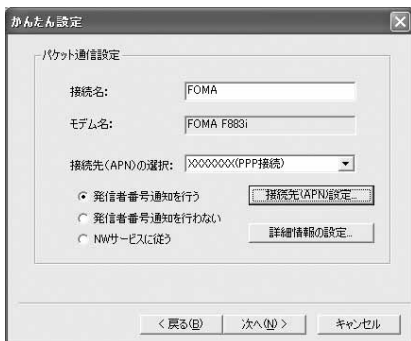 かんたん設定
パケット通信設定
接続名: FOMA
モデム名: FOMA F883i
接続先(APN)の選択: XXXXXXX(PPP接続)
発信者番号通知を行う 接続先(APN)設定...
発信者番号通知を行わない
NWサービスに従う 詳細情報の設定...
< 戻る(B) 次へ(N) > キャンセル